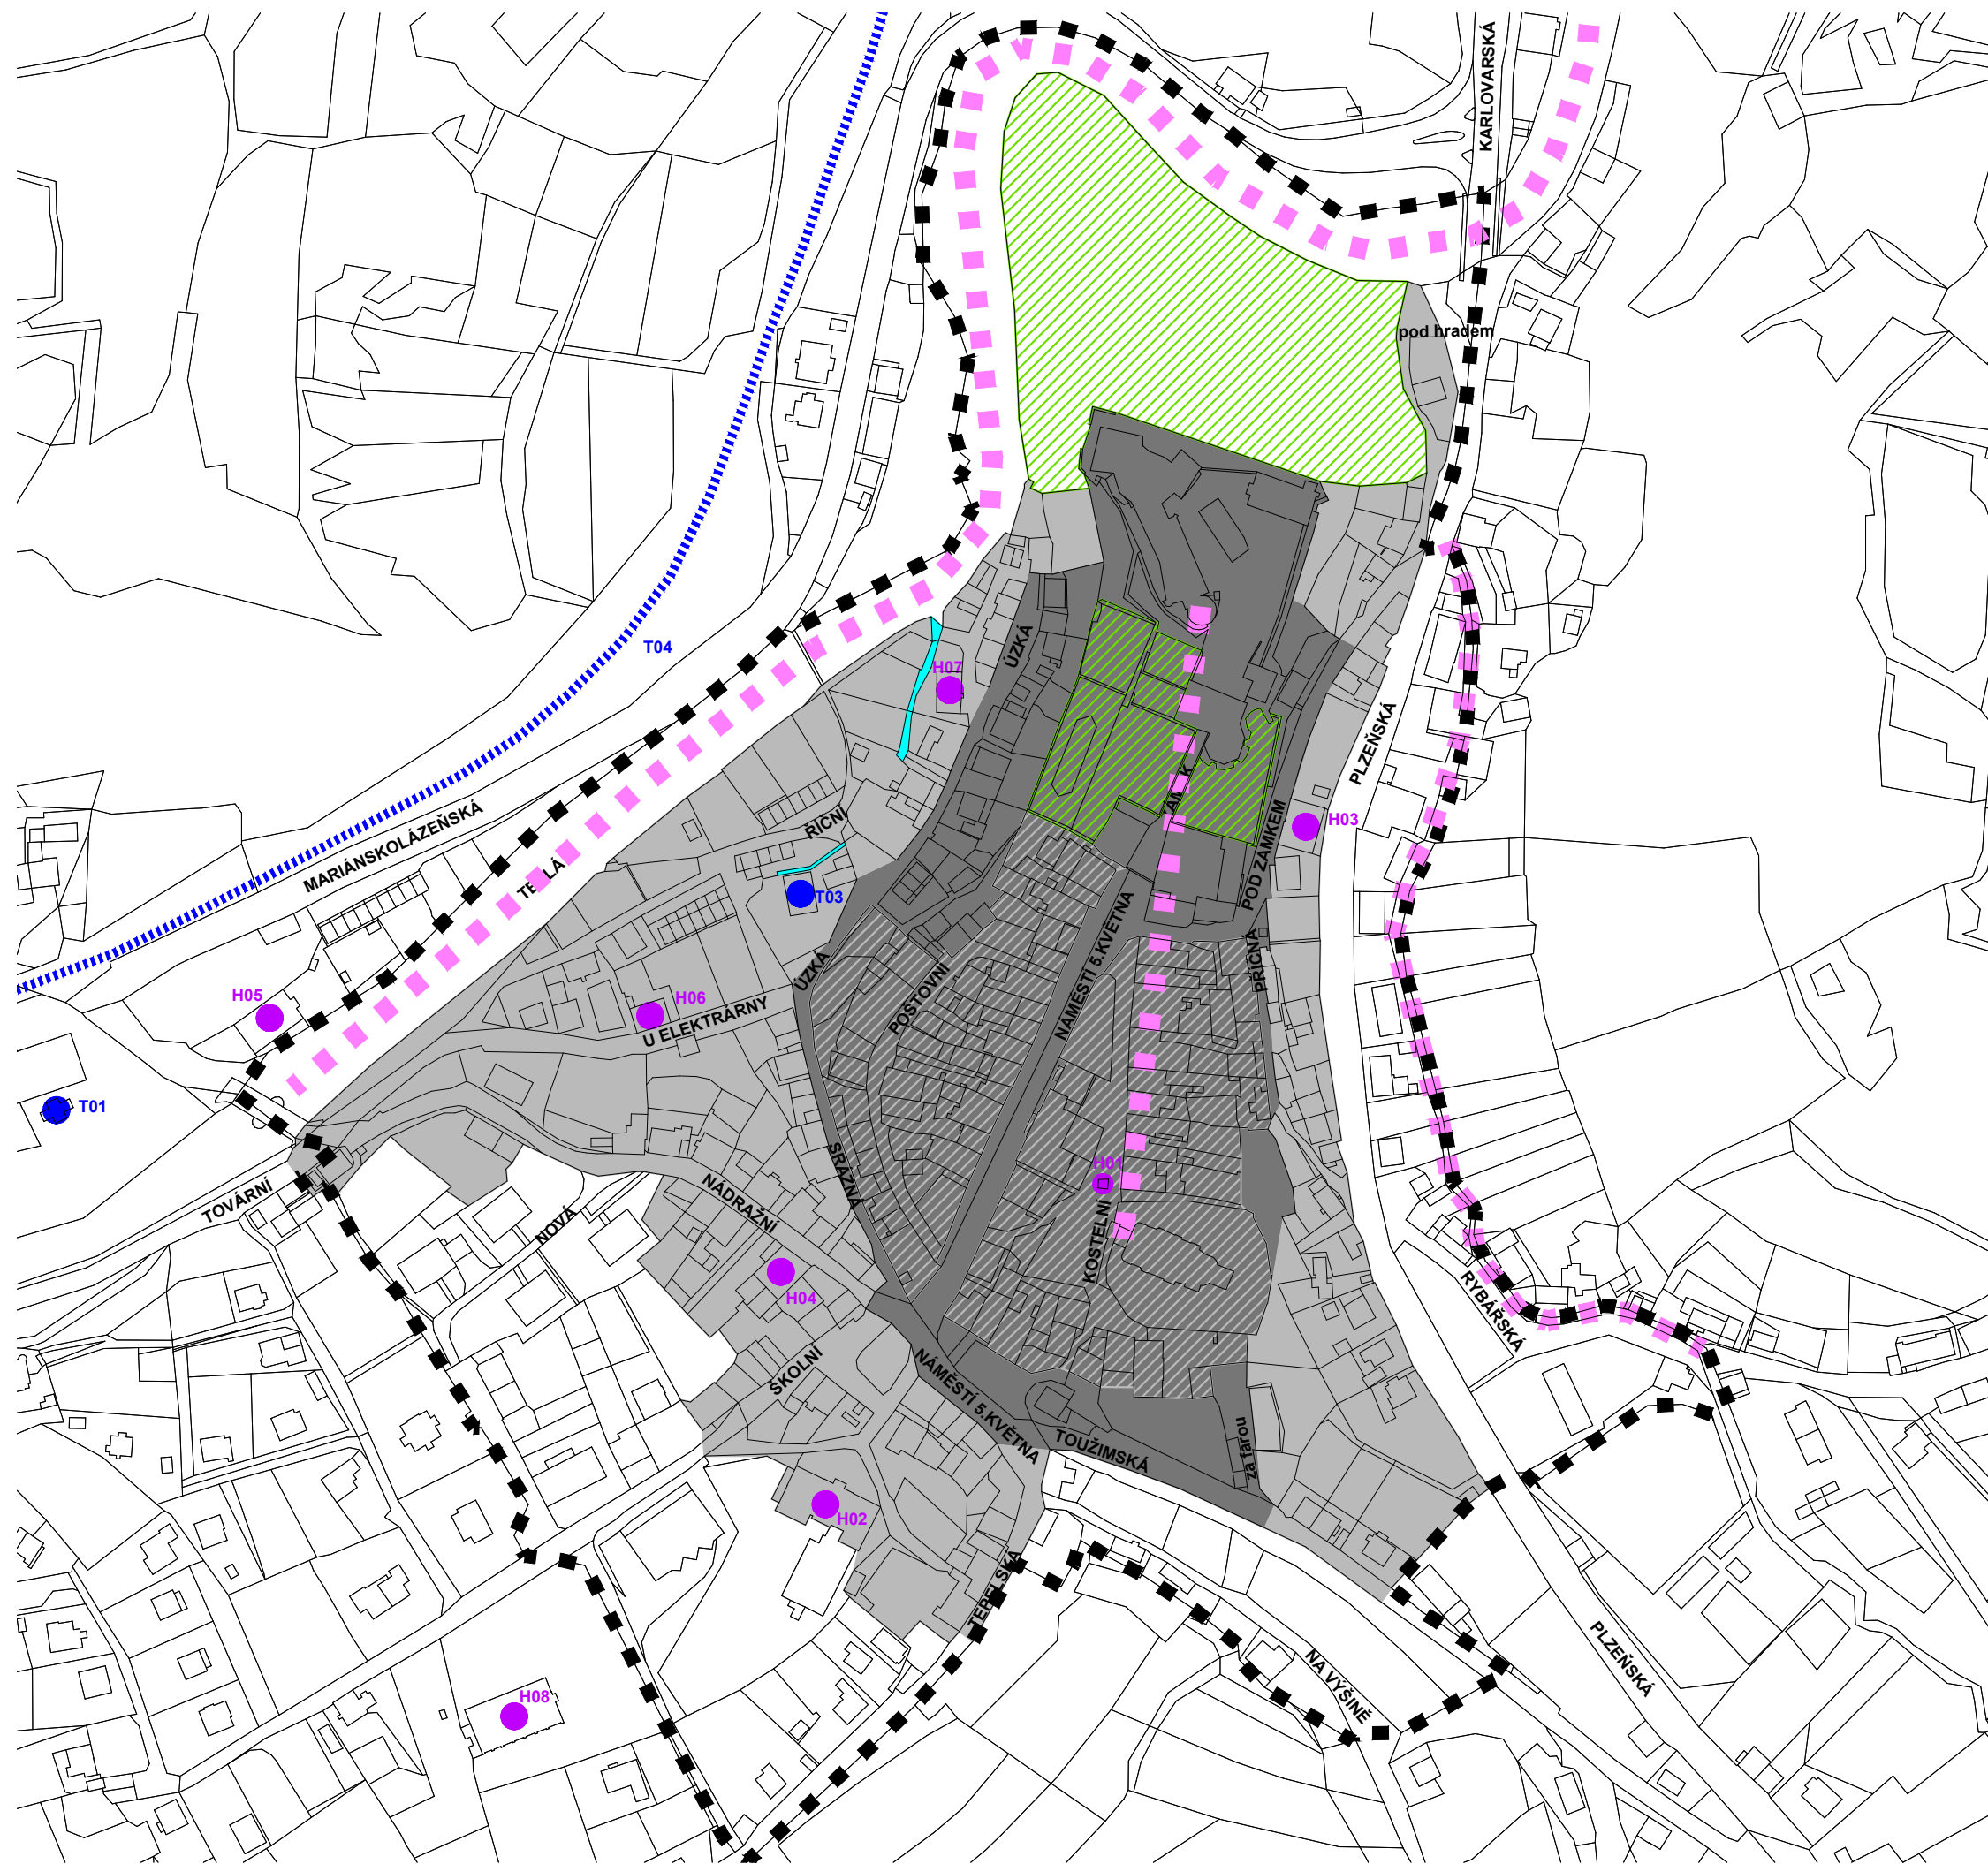 KARLOVARSKÁ
pod hradem
T04
ÚZKÁ
H07
PLZEŇSKÁ
MARIÁNSKOLÁZEŇSKÁ
ŘÍČNÍ
H03
POD ZÁMKEM
T03
NÁMĚSTÍ 5.KVĚTNA
PŘÍČNÁ
ÚZKÁ
POŠTOVNÍ
H05
H06
U ELEKTRÁRNY
T01
SRÁZNÁ
H01
TOVÁRNÍ
NÁDRAŽNÍ
NOVÁ
KOSTELNÍ
H04
RYBÁŘSKÁ
ŠKOLNÍ
NÁMĚSTÍ 5.KVĚTNA
TOUŽIMSKÁ
za farou
H02
TEPELSKÁ
NA VÝŠINĚ
PLZEŇSKÁ
H08